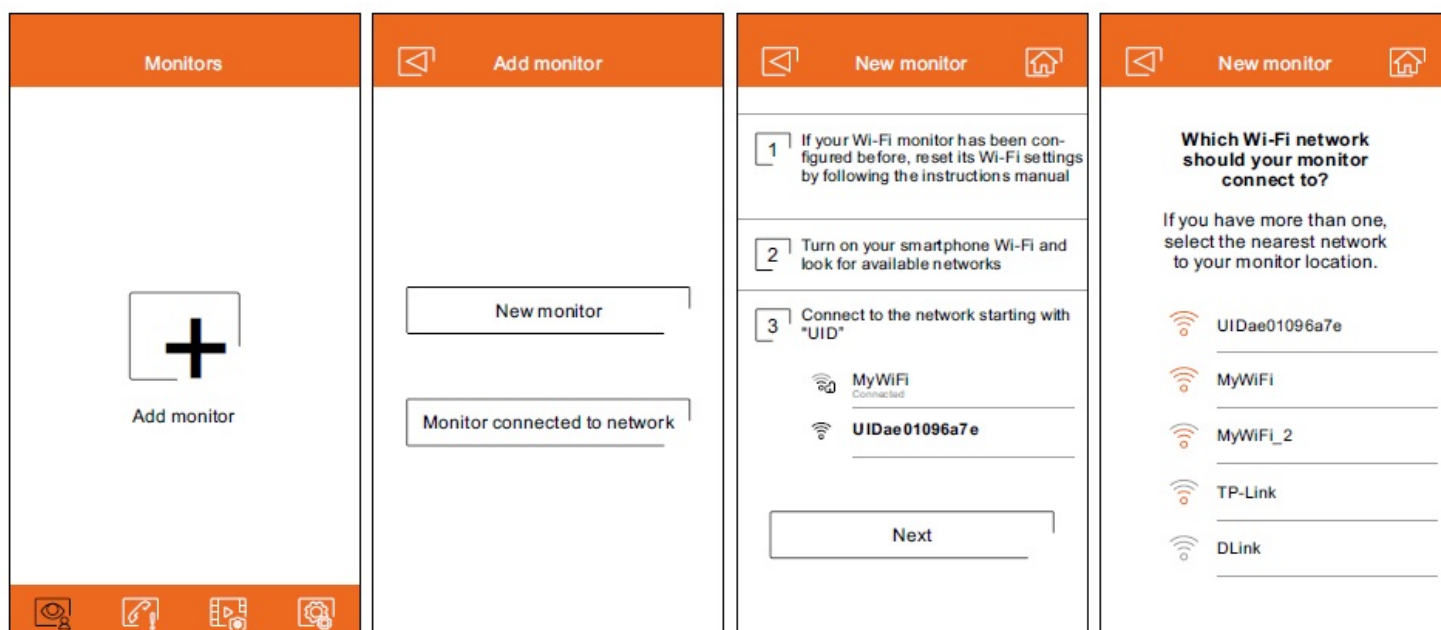 Monitors
Add monitor
Add monitor
New monitor
Monitor connected to network
New monitor
1
If your Wi-Fi monitor has been con-
figured before, reset its Wi-Fi settings
by following the instructions manual
2
Turn on your smartphone Wi-Fi and
look for available networks
3
Connect to the network starting with
"UID"
MyWiFi
Connected
UIDae01096a7e
Next
New monitor
Which Wi-Fi network
should your monitor
connect to?
If you have more than one,
select the nearest network
to your monitor location.
UIDae01096a7e
MyWiFi
MyWiFi_2
TP-Link
DLink